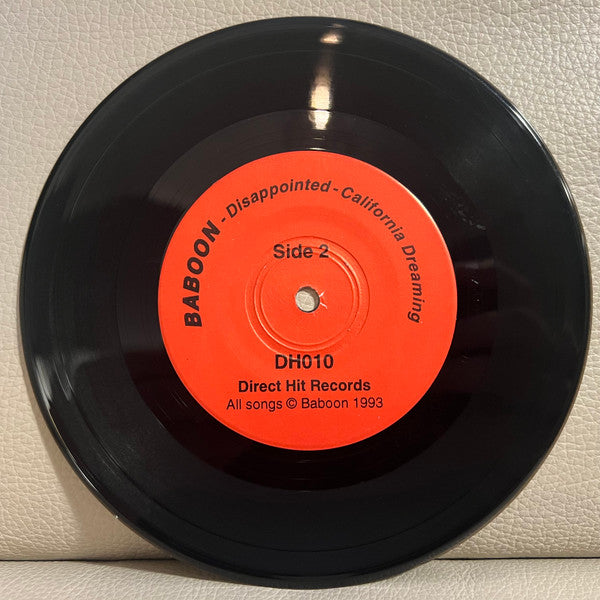 BABOON - Disappointed - California Dreaming
Side 2
DH010
Direct Hit Records
All songs © Baboon 1993